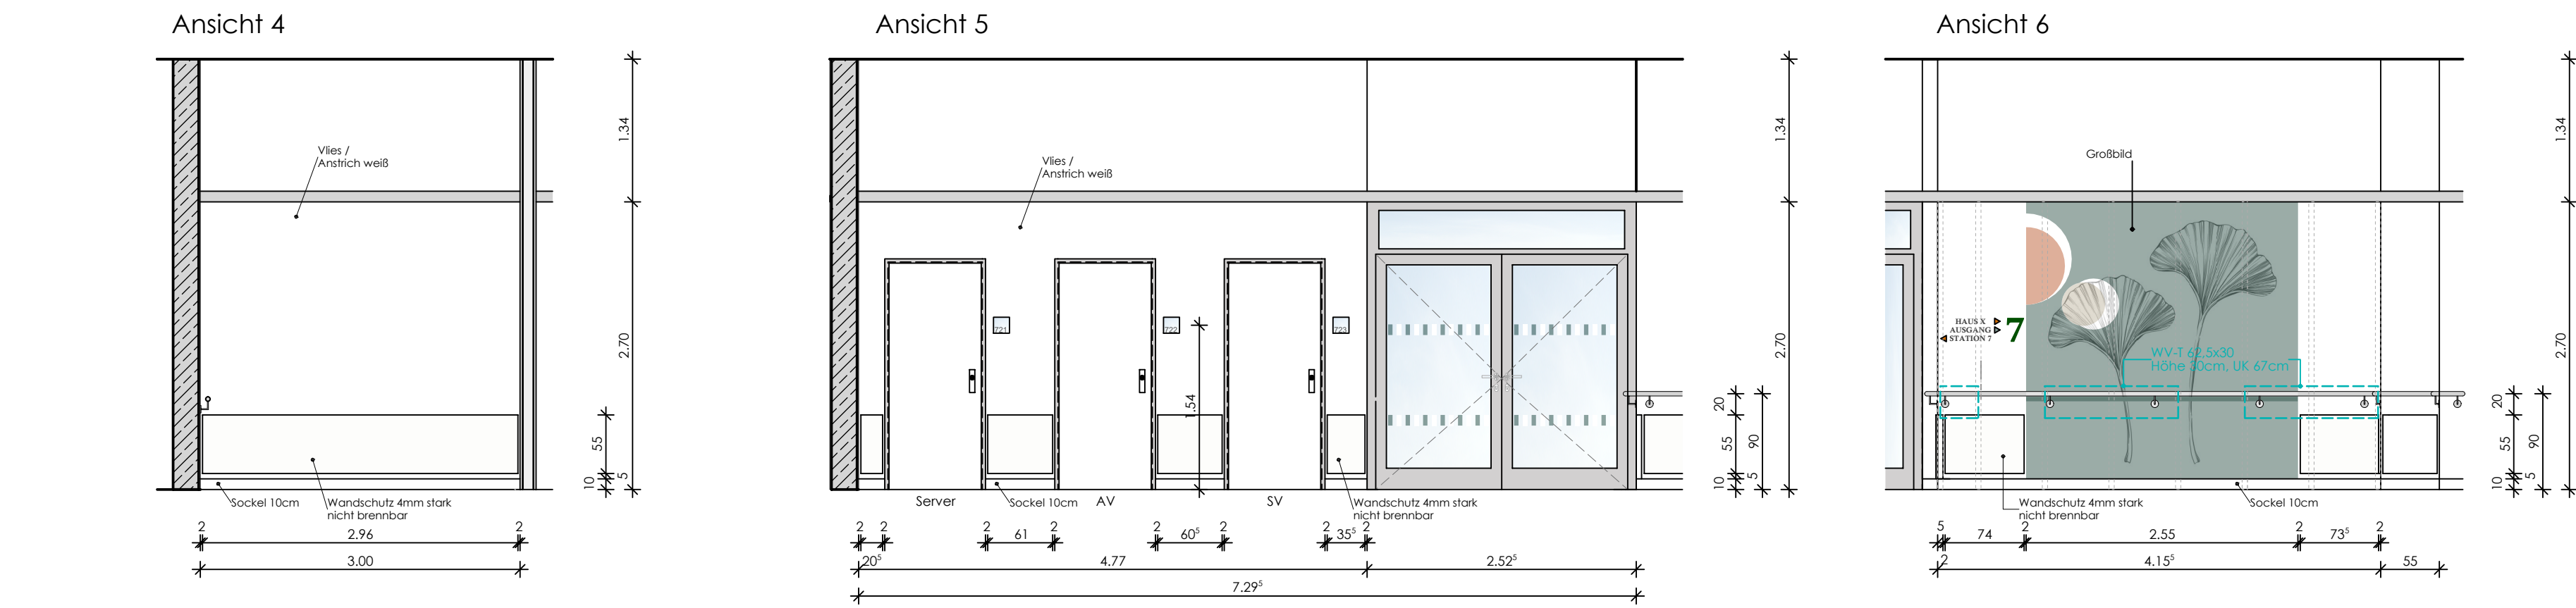 Ansicht 4
1.34
Vlies /
Anstrich weiß
2.70
55
10
5
Sockel 10cm
Wandschutz 4mm stark
nicht brennbar
2
2.96
2
3.00
Ansicht 5
1.34
Vlies /
Anstrich weiß
721
722
723
2.70
1.54
20
55
90
10
5
Server
Sockel 10cm
AV
SV
Wandschutz 4mm stark
nicht brennbar
2
2
2
61
2
2
60⁵
2
2
35⁵
2
20⁵
4.77
2.52⁵
7.29⁵
Ansicht 6
1.34
Großbild
HAUS X
AUSGANG
STATION 7
7
WV-T 62,5x30
Höhe 30cm, UK 67cm
2.70
20
55
90
10
5
Wandschutz 4mm stark
nicht brennbar
Sockel 10cm
5
74
2
2.55
2
73⁵
2
2
4.15⁵
55